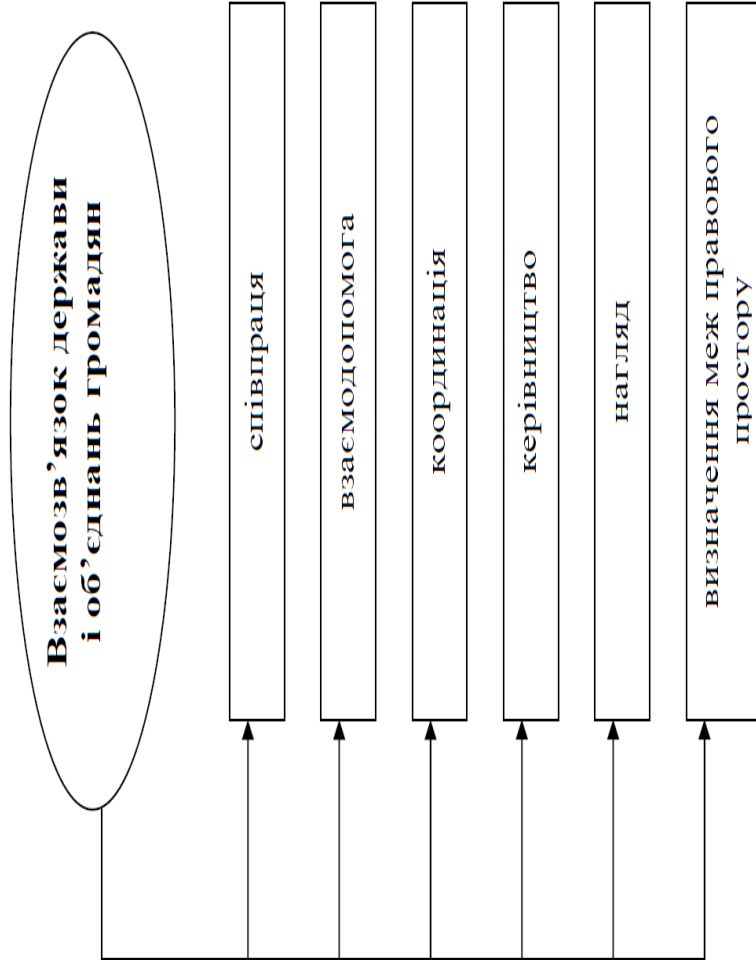 Взаємозв’язок держави
і об’єднань громадян
співпраця
взаємодопомога
координація
керівництво
нагляд
визначення меж правового
простору